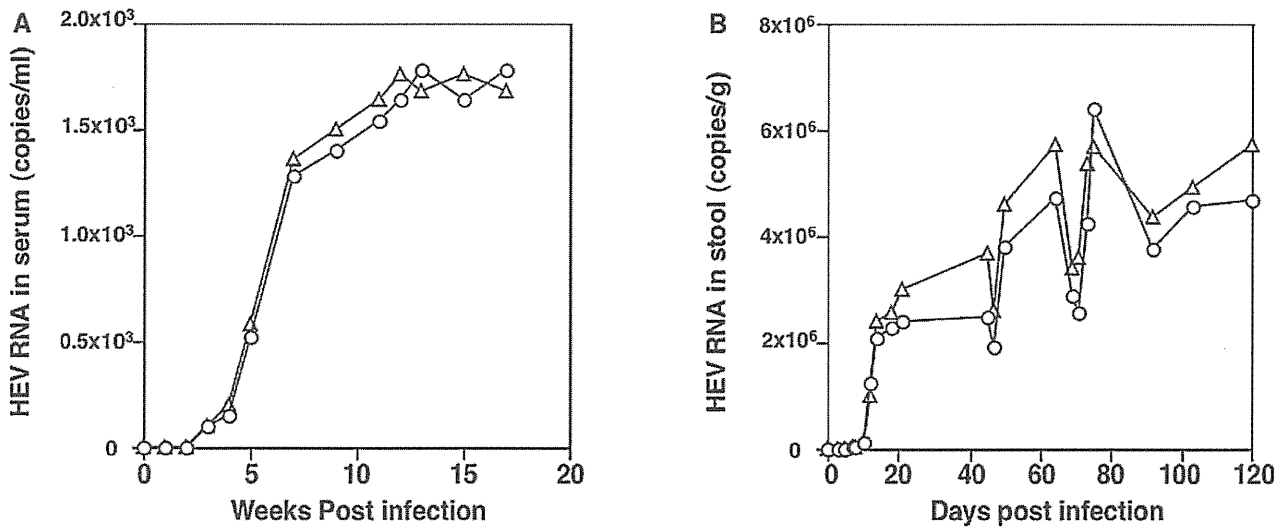 A
HEV RNA in serum (copies/ml)
2.0x10³
1.5x10³
1.0x10³
0.5x10³
0
0 5 10 15 20
Weeks Post infection
B
HEV RNA in stool (copies/g)
8x10⁶
6x10⁶
4x10⁶
2x10⁶
0
0 20 40 60 80 100 120
Days post infection